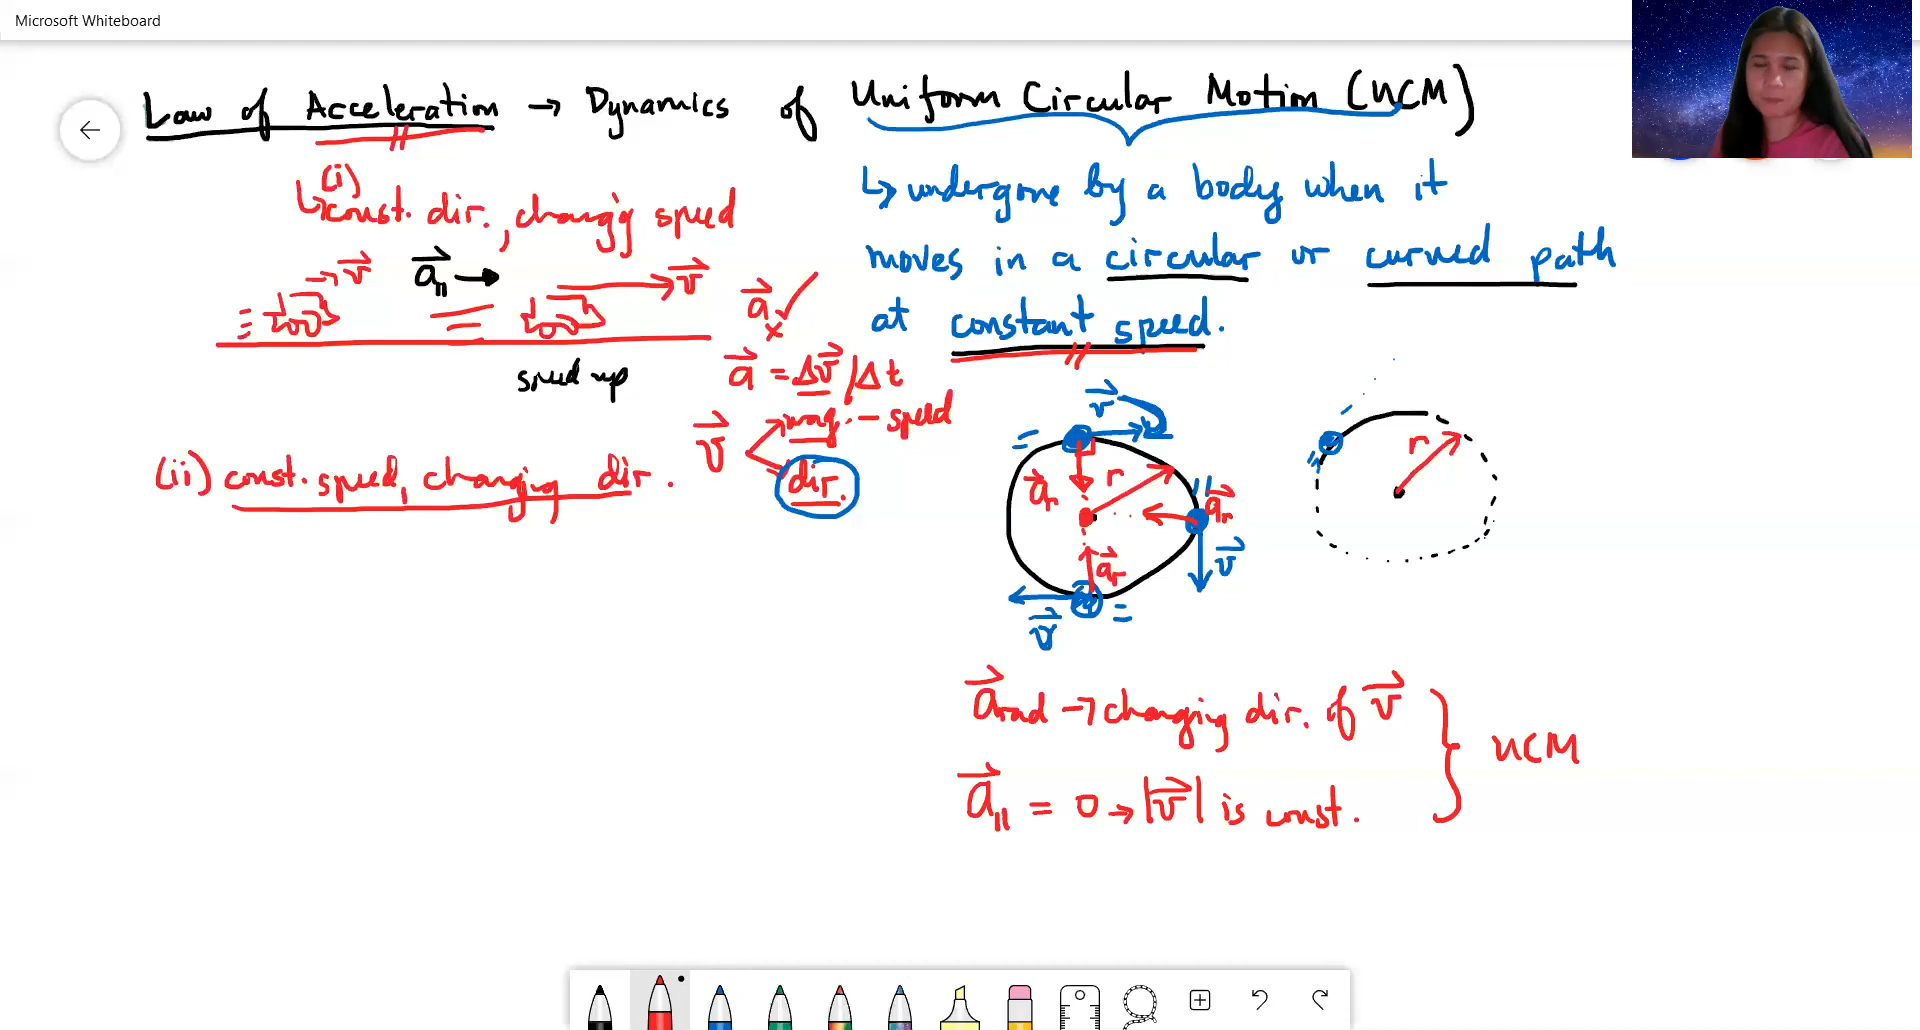 Microsoft Whiteboard
Law of Acceleration → Dynamics of Uniform Circular Motion (UCM)
(i)
↳ const. dir., chang'g speed
v⃗
a⃗||→
v⃗
a⃗x ✓
speed up
a⃗ = Δv⃗/Δt
v⃗
mag. – speed
dir.
(ii) const. speed, changing dir.
↳ undergone by a body when it
moves in a circular or curved path
at constant speed.
v⃗
a⃗r
r
a⃗r
v⃗
a⃗r
v⃗
r
a⃗rad → changing dir. of v⃗
a⃗|| = 0 → |v⃗| is const.
UCM